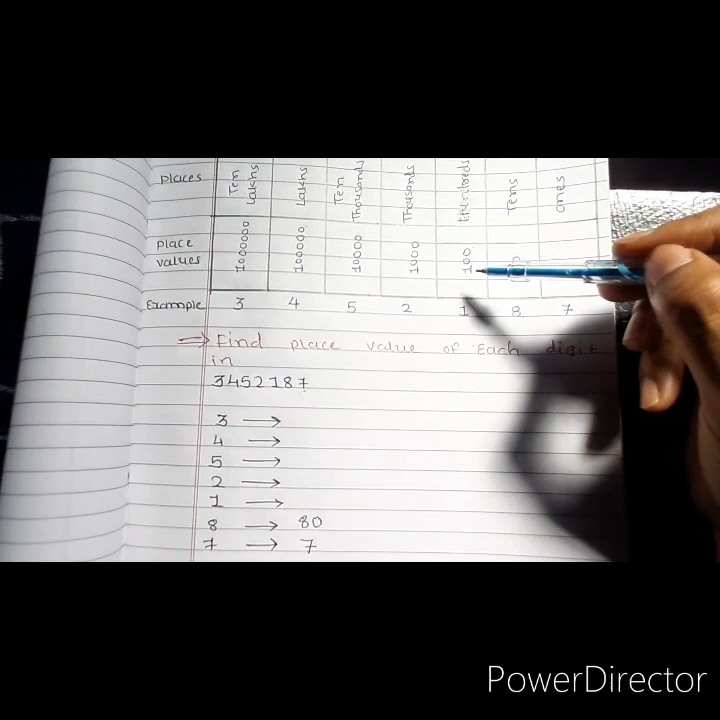 places Ten Lakhs Lakhs Ten Thousands Thousands Hundreds Tens ones
place values 1000000 100000 10000 1000 100 10
Example 3 4 5 2 1 8 7
⇒ Find place value of Each digit
in
3452187
3 →
4 →
5 →
2 →
1 →
8 → 80
7 → 7
PowerDirector